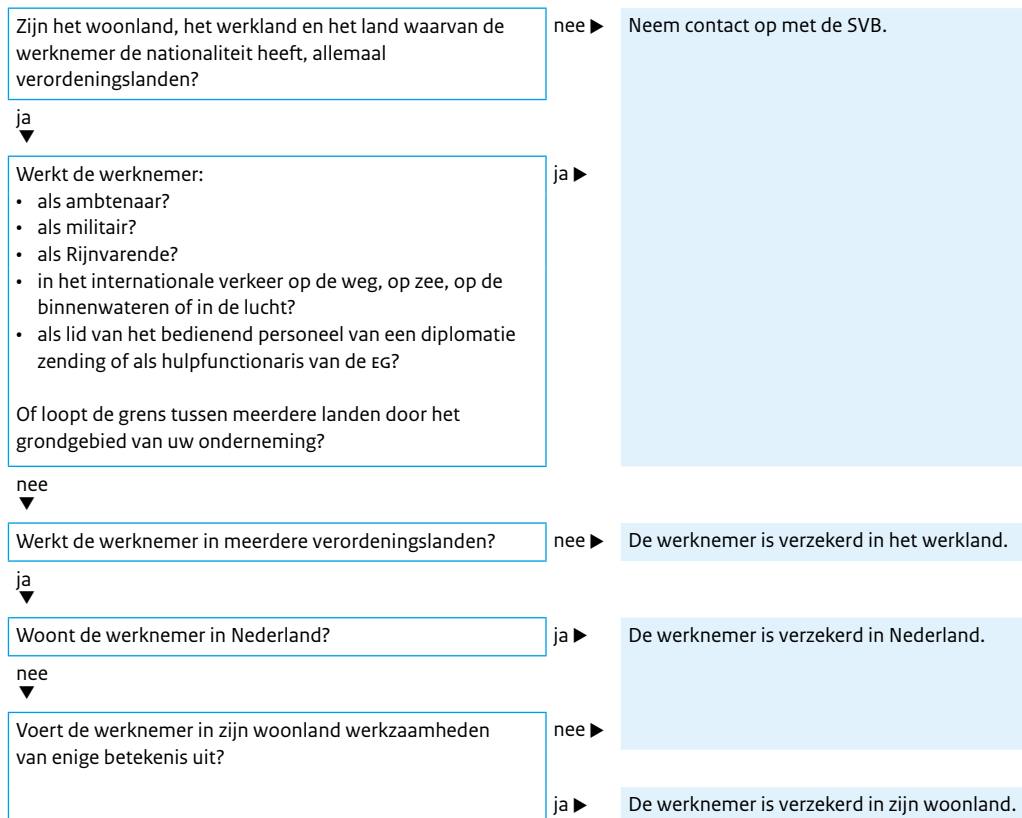 Zijn het woonland, het werkland en het land waarvan de
werknemer de nationaliteit heeft, allemaal
verordeningslanden?
nee ▶
Neem contact op met de SVB.
ja
▼
Werkt de werknemer:
• als ambtenaar?
• als militair?
• als Rijnvarende?
• in het internationale verkeer op de weg, op zee, op de
binnenwateren of in de lucht?
• als lid van het bedienend personeel van een diplomatie
zending of als hulpfunctionaris van de EG?
Of loopt de grens tussen meerdere landen door het
grondgebied van uw onderneming?
ja ▶
nee
▼
Werkt de werknemer in meerdere verordeningslanden?
nee ▶
De werknemer is verzekerd in het werkland.
ja
▼
Woont de werknemer in Nederland?
ja ▶
De werknemer is verzekerd in Nederland.
nee
▼
Voert de werknemer in zijn woonland werkzaamheden
van enige betekenis uit?
nee ▶
ja ▶
De werknemer is verzekerd in zijn woonland.